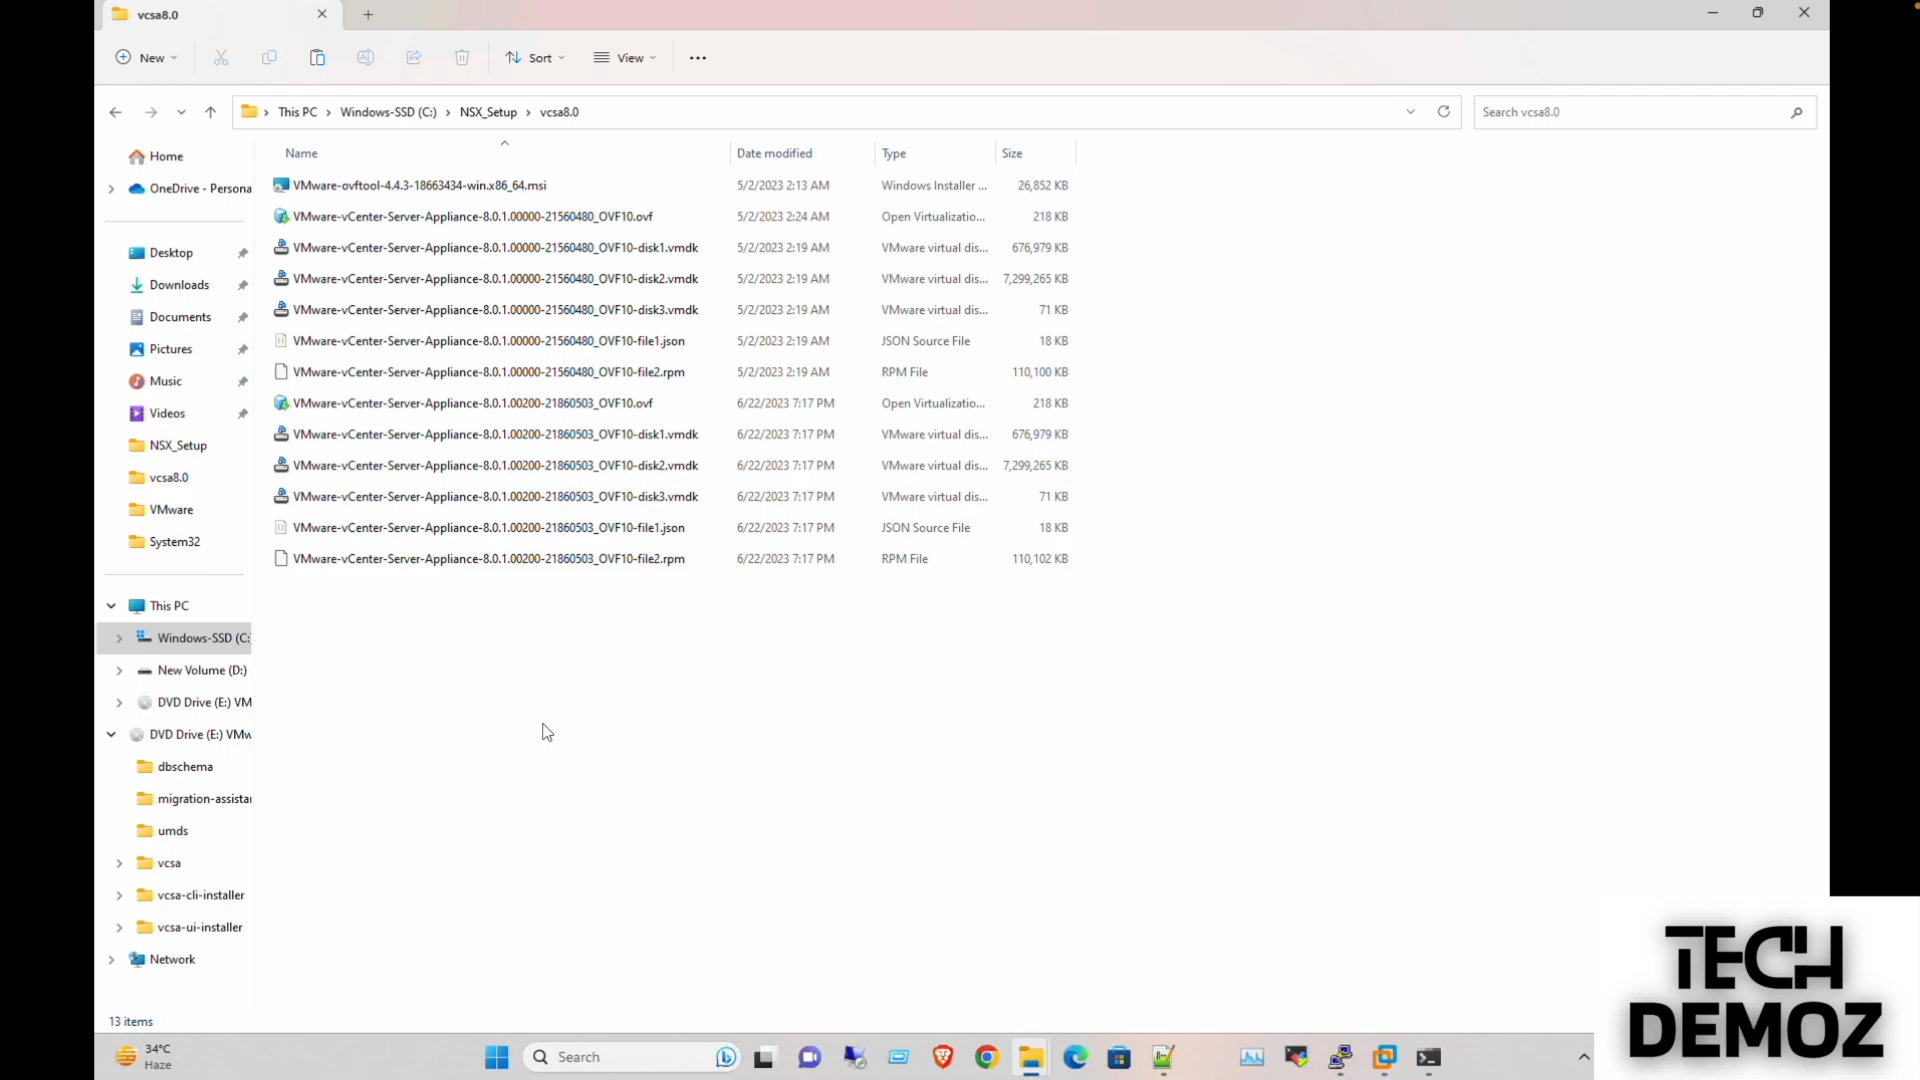 vcsa8.0
New
Sort
View
This PC > Windows-SSD (C:) > NSX_Setup > vcsa8.0
Search vcsa8.0
Name Date modified Type Size
VMware-ovftool-4.4.3-18663434-win.x86_64.msi 5/2/2023 2:13 AM Windows Installer ... 26,852 KB
VMware-vCenter-Server-Appliance-8.0.1.00000-21560480_OVF10.ovf 5/2/2023 2:24 AM Open Virtualizatio... 218 KB
VMware-vCenter-Server-Appliance-8.0.1.00000-21560480_OVF10-disk1.vmdk 5/2/2023 2:19 AM VMware virtual dis... 676,979 KB
VMware-vCenter-Server-Appliance-8.0.1.00000-21560480_OVF10-disk2.vmdk 5/2/2023 2:19 AM VMware virtual dis... 7,299,265 KB
VMware-vCenter-Server-Appliance-8.0.1.00000-21560480_OVF10-disk3.vmdk 5/2/2023 2:19 AM VMware virtual dis... 71 KB
VMware-vCenter-Server-Appliance-8.0.1.00000-21560480_OVF10-file1.json 5/2/2023 2:19 AM JSON Source File 18 KB
VMware-vCenter-Server-Appliance-8.0.1.00000-21560480_OVF10-file2.rpm 5/2/2023 2:19 AM RPM File 110,100 KB
VMware-vCenter-Server-Appliance-8.0.1.00200-21860503_OVF10.ovf 6/22/2023 7:17 PM Open Virtualizatio... 218 KB
VMware-vCenter-Server-Appliance-8.0.1.00200-21860503_OVF10-disk1.vmdk 6/22/2023 7:17 PM VMware virtual dis... 676,979 KB
VMware-vCenter-Server-Appliance-8.0.1.00200-21860503_OVF10-disk2.vmdk 6/22/2023 7:17 PM VMware virtual dis... 7,299,265 KB
VMware-vCenter-Server-Appliance-8.0.1.00200-21860503_OVF10-disk3.vmdk 6/22/2023 7:17 PM VMware virtual dis... 71 KB
VMware-vCenter-Server-Appliance-8.0.1.00200-21860503_OVF10-file1.json 6/22/2023 7:17 PM JSON Source File 18 KB
VMware-vCenter-Server-Appliance-8.0.1.00200-21860503_OVF10-file2.rpm 6/22/2023 7:17 PM RPM File 110,102 KB
Home
OneDrive - Persona
Desktop
Downloads
Documents
Pictures
Music
Videos
NSX_Setup
vcsa8.0
VMware
System32
This PC
Windows-SSD (C:
New Volume (D:)
DVD Drive (E:) VM
DVD Drive (E:) VMw
dbschema
migration-assistan
umds
vcsa
vcsa-cli-installer
vcsa-ui-installer
Network
13 items
34°C
Haze
Search
TECH
DEMOZ